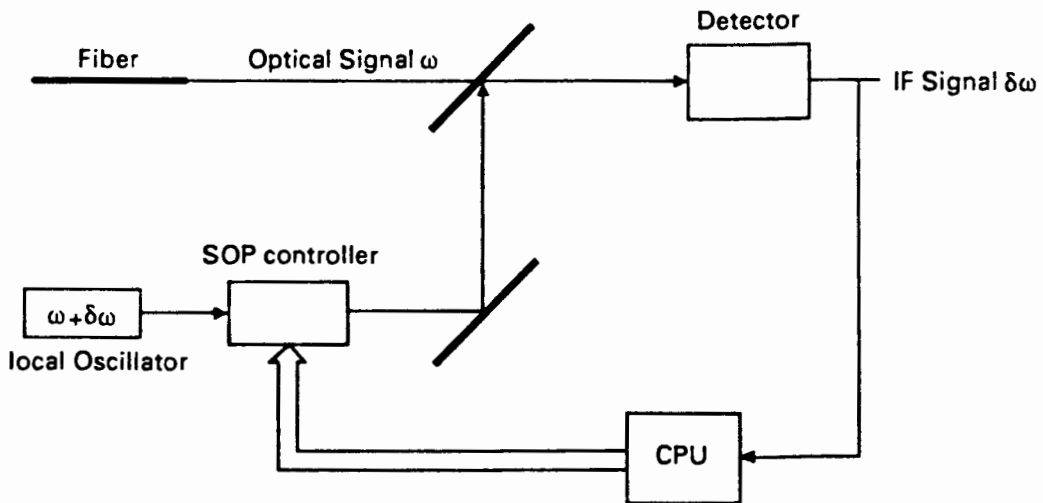 Detector
Fiber
Optical Signal ω
IF Signal δω
SOP controller
ω+δω
local Oscillator
CPU